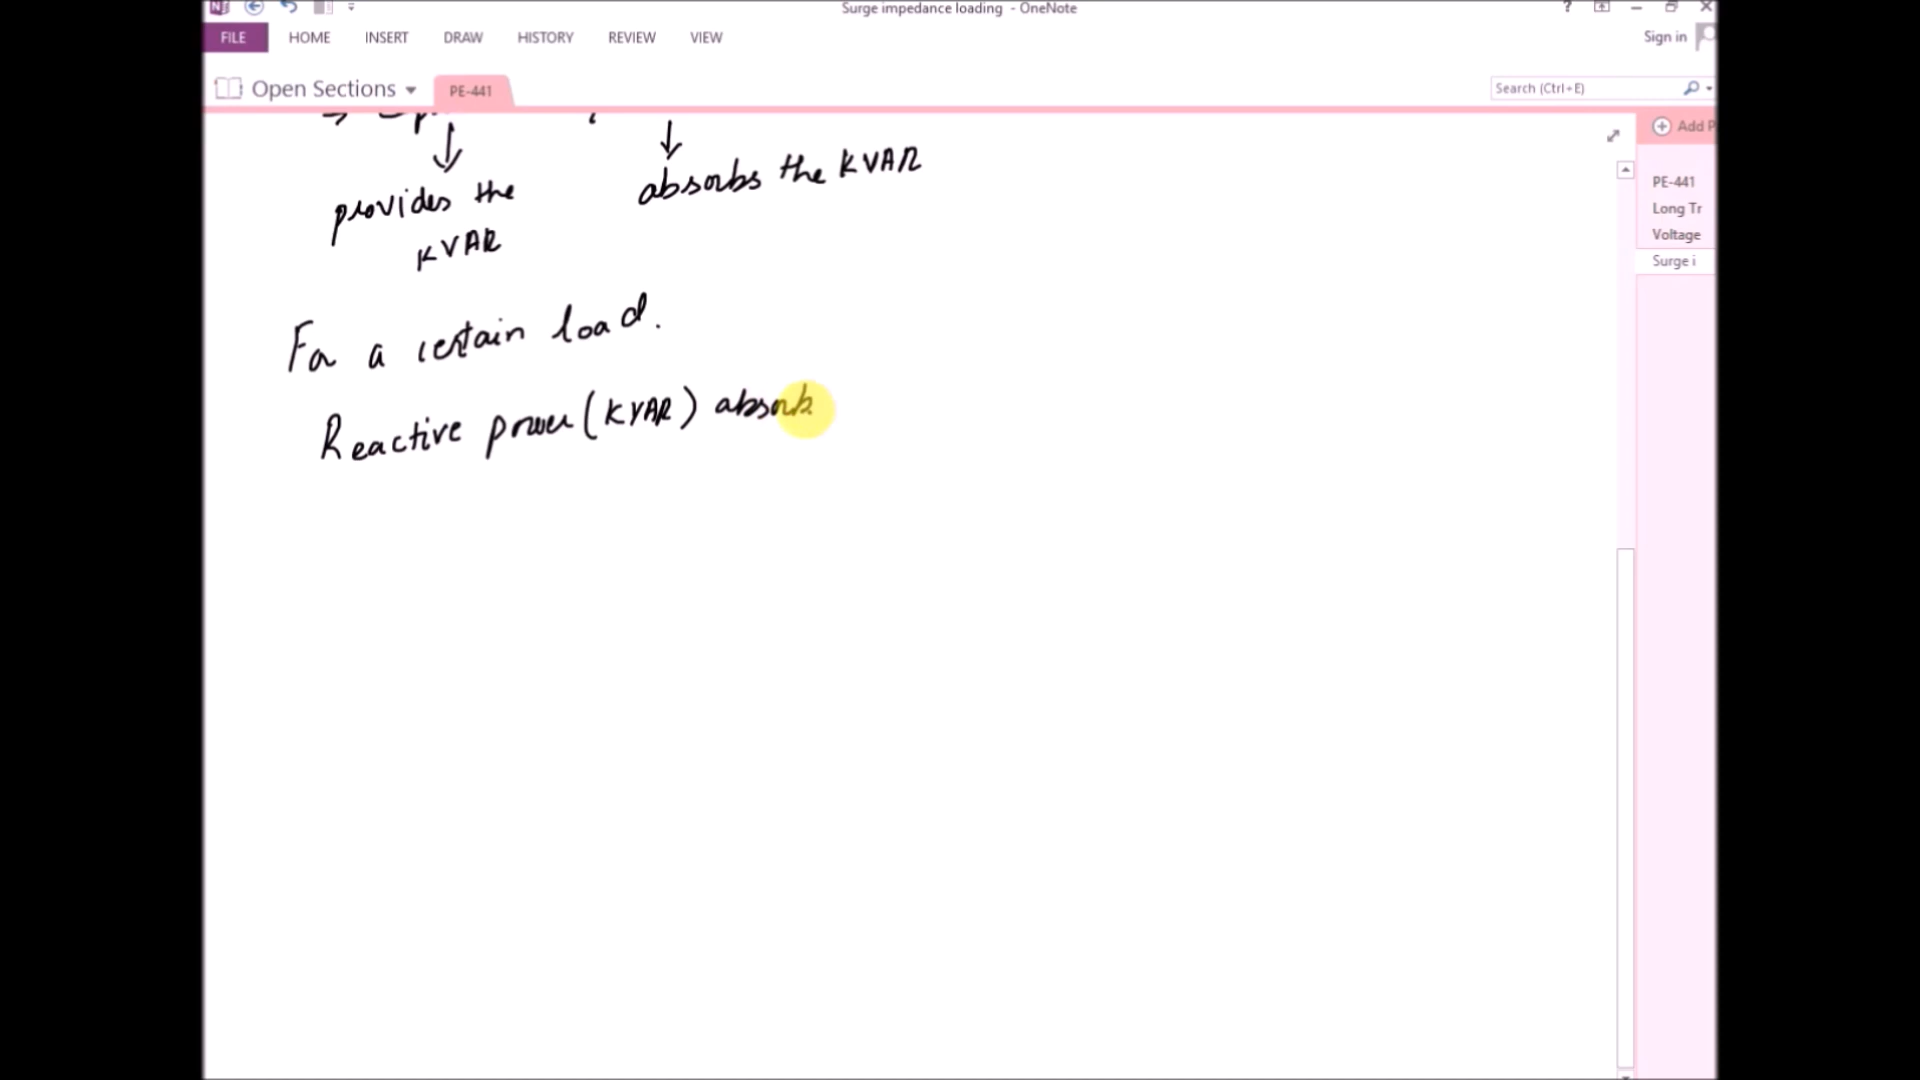 Surge impedance loading - OneNote
?
FILE HOME INSERT DRAW HISTORY REVIEW VIEW
Sign in
Open Sections PE-441
Search (Ctrl+E)
Add P
absorbs the KVAR
provides the
KVAR
For a certain load.
Reactive power (KVAR) absorb
PE-441
Long Tr
Voltage
Surge i